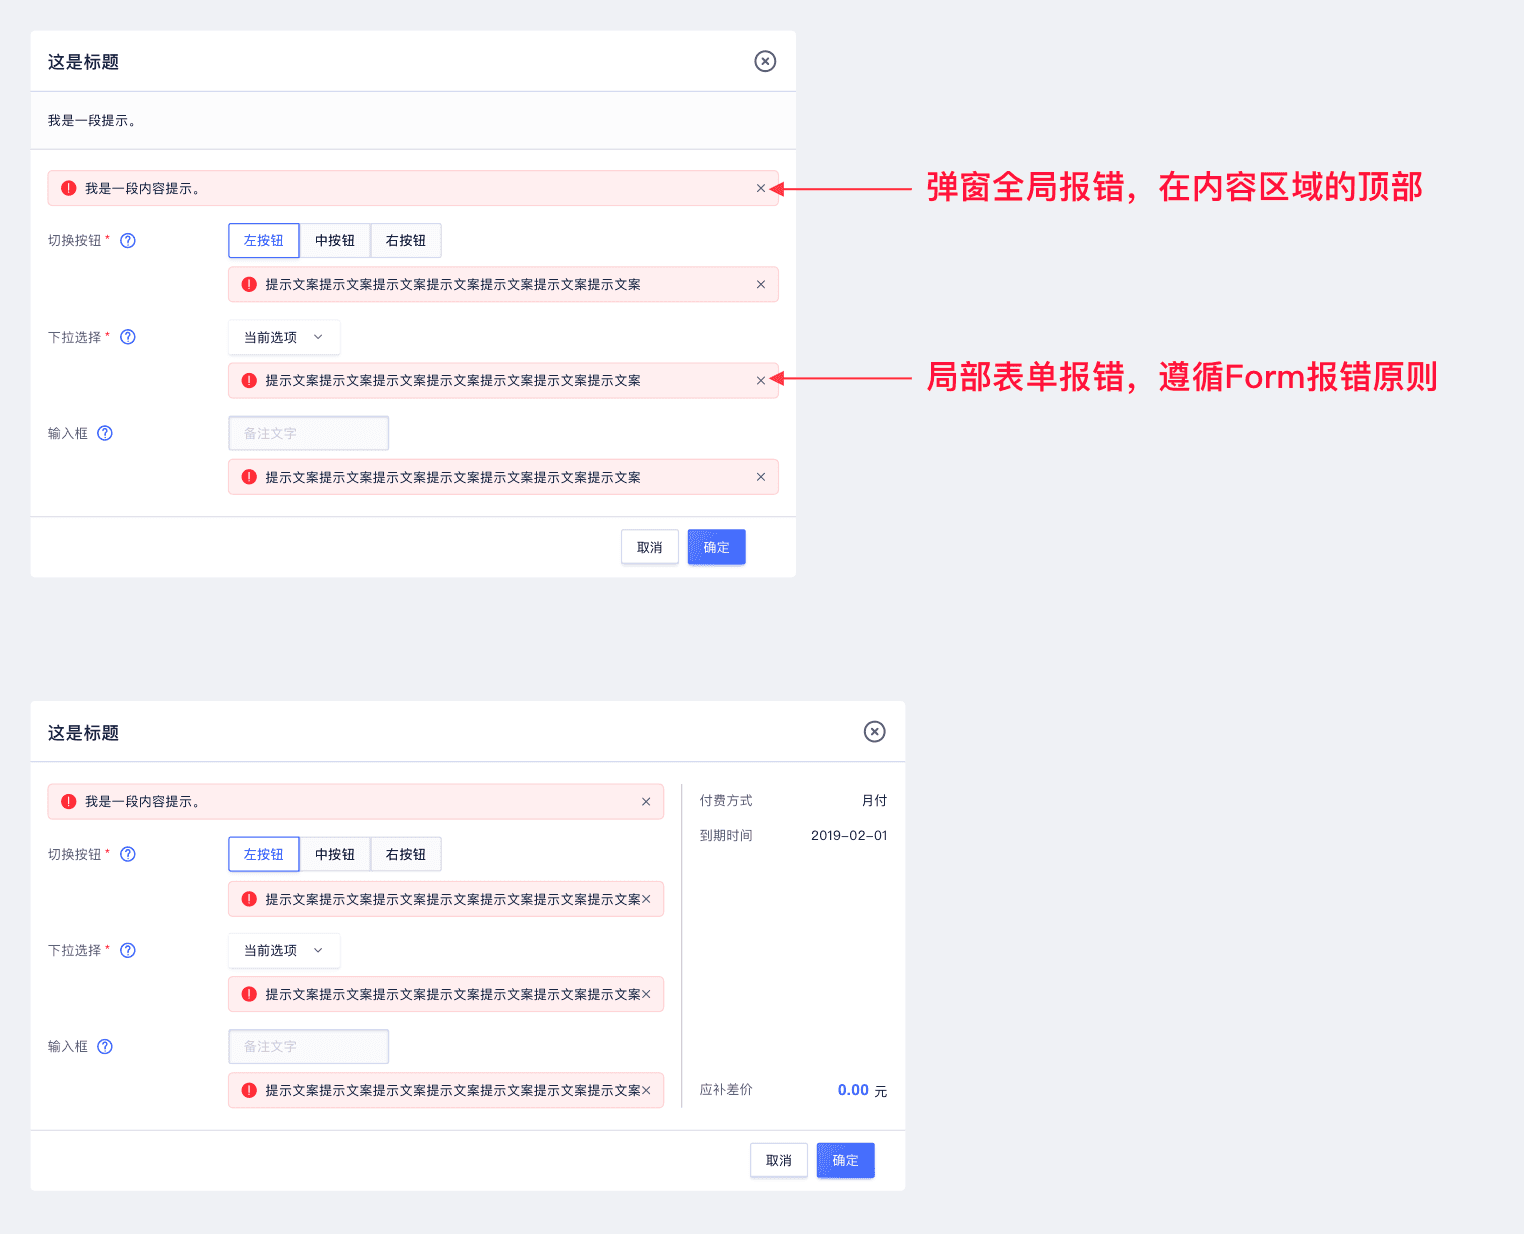 这是标题
我是一段提示。
我是一段内容提示。
弹窗全局报错，在内容区域的顶部
切换按钮 * 左按钮 中按钮 右按钮
提示文案提示文案提示文案提示文案提示文案提示文案提示文案
下拉选择 * 当前选项
提示文案提示文案提示文案提示文案提示文案提示文案提示文案
局部表单报错，遵循Form报错原则
输入框 备注文字
提示文案提示文案提示文案提示文案提示文案提示文案提示文案
取消 确定
这是标题
我是一段内容提示。
付费方式 月付
到期时间 2019-02-01
切换按钮 * 左按钮 中按钮 右按钮
提示文案提示文案提示文案提示文案提示文案提示文案提示文案
下拉选择 * 当前选项
提示文案提示文案提示文案提示文案提示文案提示文案提示文案
输入框 备注文字
提示文案提示文案提示文案提示文案提示文案提示文案提示文案
应补差价 0.00 元
取消 确定